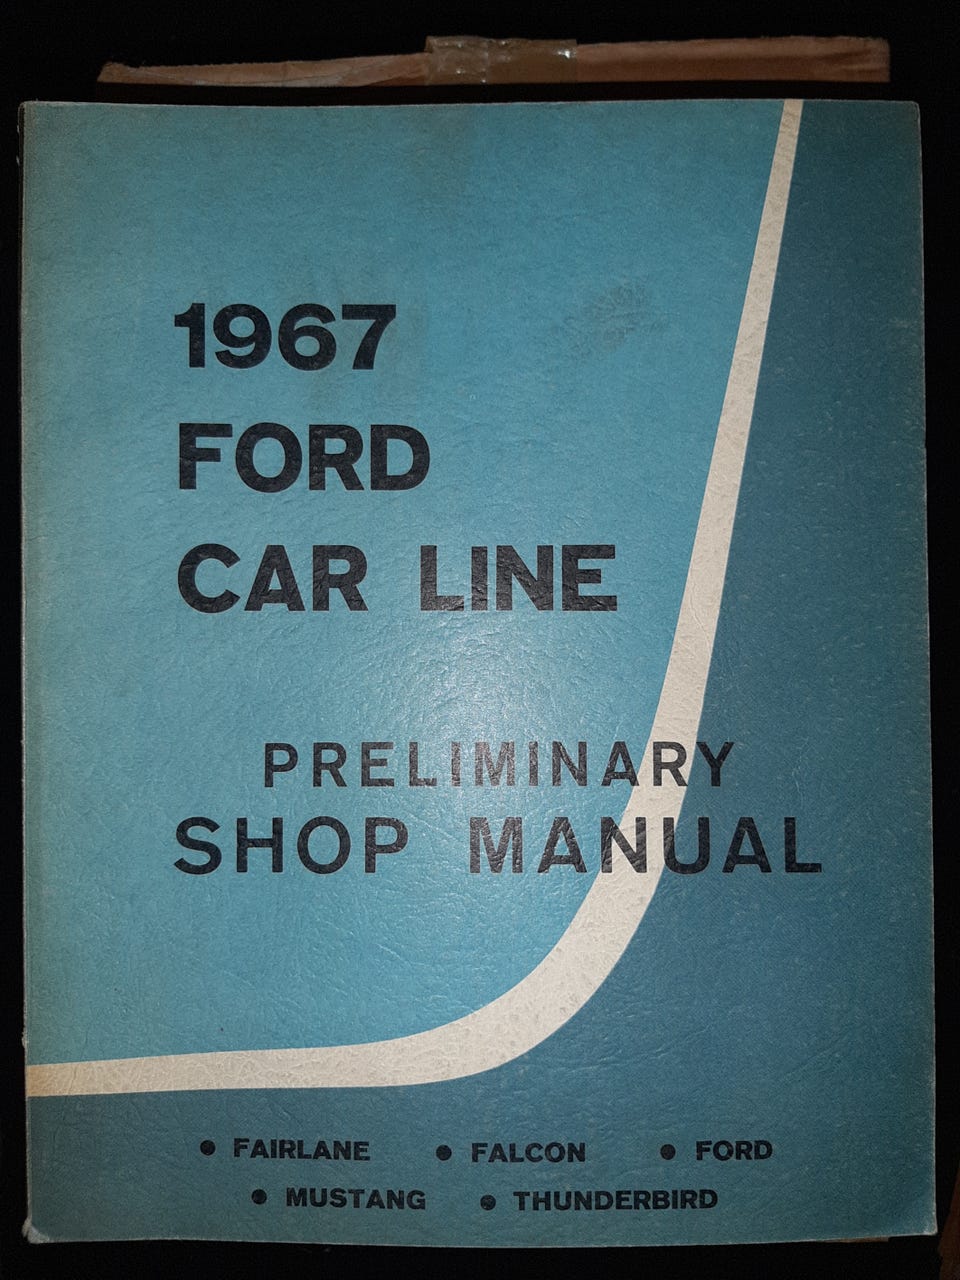 1967
FORD
CAR LINE
PRELIMINARY
SHOP MANUAL
• FAIRLANE • FALCON • FORD
• MUSTANG • THUNDERBIRD